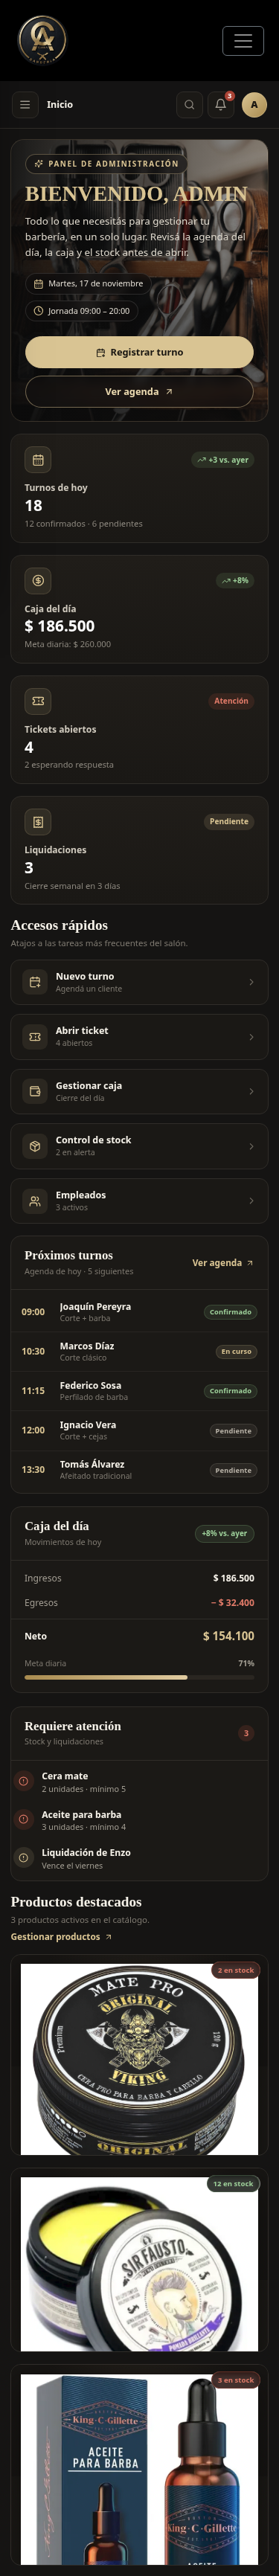 CA
Inicio
3
A
PANEL DE ADMINISTRACIÓN
BIENVENIDO, ADMIN
Todo lo que necesitás para gestionar tu
barbería, en un solo lugar. Revisá la agenda del
día, la caja y el stock antes de abrir.
Martes, 17 de noviembre
Jornada 09:00 – 20:00
Registrar turno
Ver agenda
+3 vs. ayer
Turnos de hoy
18
12 confirmados · 6 pendientes
+8%
Caja del día
$ 186.500
Meta diaria: $ 260.000
Atención
Tickets abiertos
4
2 esperando respuesta
Pendiente
Liquidaciones
3
Cierre semanal en 3 días
Accesos rápidos
Atajos a las tareas más frecuentes del salón.
Nuevo turno
Agendá un cliente
Abrir ticket
4 abiertos
Gestionar caja
Cierre del día
Control de stock
2 en alerta
Empleados
3 activos
Próximos turnos
Agenda de hoy · 5 siguientes
Ver agenda
09:00 Joaquín Pereyra Confirmado
Corte + barba
10:30 Marcos Díaz En curso
Corte clásico
11:15 Federico Sosa Confirmado
Perfilado de barba
12:00 Ignacio Vera Pendiente
Corte + cejas
13:30 Tomás Álvarez Pendiente
Afeitado tradicional
Caja del día
Movimientos de hoy
+8% vs. ayer
Ingresos $ 186.500
Egresos − $ 32.400
Neto $ 154.100
Meta diaria 71%
Requiere atención
Stock y liquidaciones
3
Cera mate
2 unidades · mínimo 5
Aceite para barba
3 unidades · mínimo 4
Liquidación de Enzo
Vence el viernes
Productos destacados
3 productos activos en el catálogo.
Gestionar productos
2 en stock
MATE PRO
ORIGINAL
Premium
VIKING
CERA PRO PARA BARBA Y CABELLO
ORIGINAL
12 en stock
SIR FAUSTO
POMADA BRILLANTE
3 en stock
King·C·Gillette
ACEITE
PARA BARBA
King·C·Gillette
ACEITE